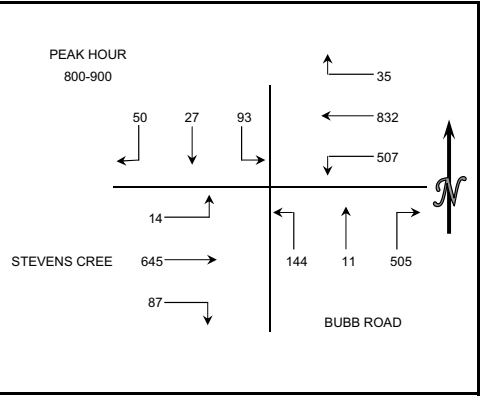 PEAK HOUR
800-900
35
50 27 93
832
507
14
STEVENS CREE 645
144 11 505
87
BUBB ROAD
N